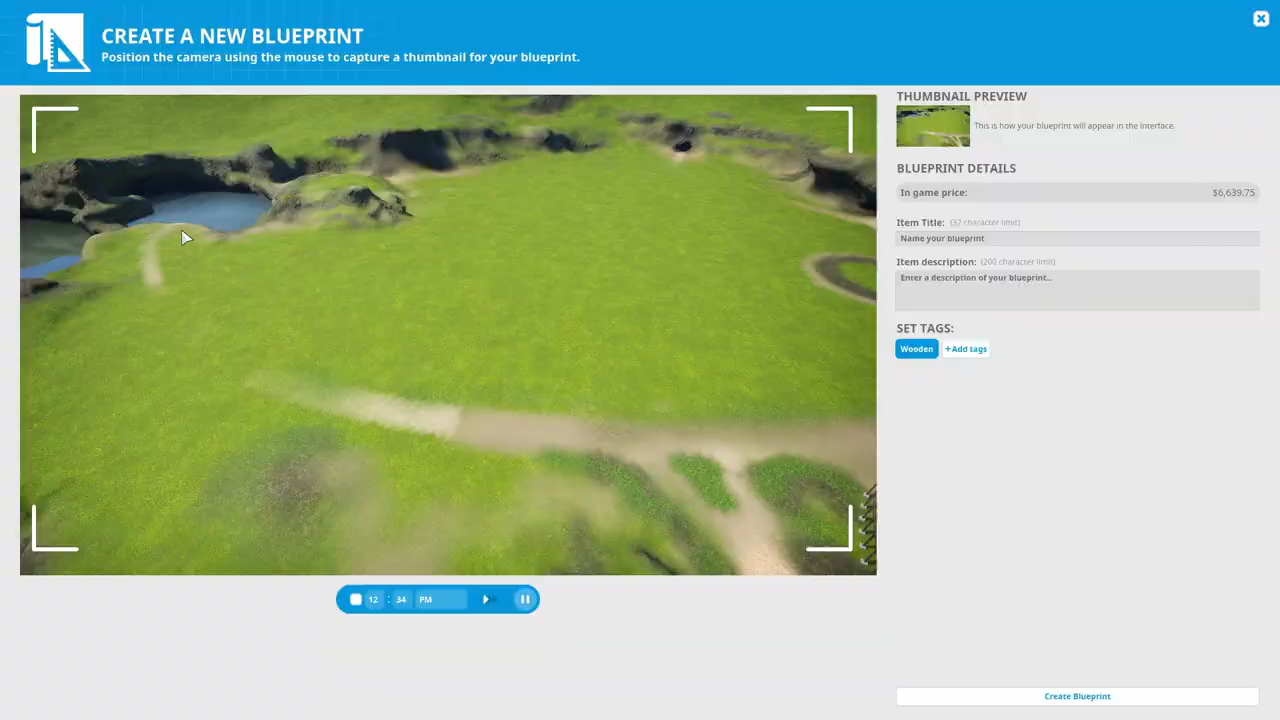 CREATE A NEW BLUEPRINT
Position the camera using the mouse to capture a thumbnail for your blueprint.
THUMBNAIL PREVIEW
This is how your blueprint will appear in the interface.
BLUEPRINT DETAILS
In game price: $6,639.75
Item Title: (32 character limit)
Name your blueprint
Item description: (200 character limit)
Enter a description of your blueprint...
SET TAGS:
Wooden +Add tags
12 : 34 PM
Create Blueprint